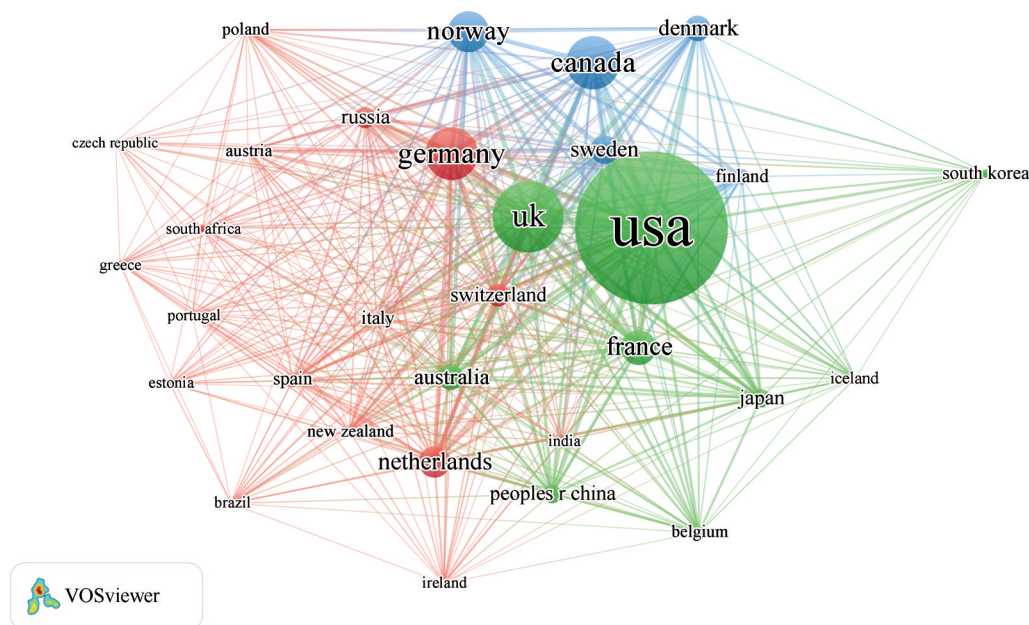 poland
norway
denmark
canada
russia
czech republic
austria
germany
sweden
finland
south korea
south africa
uk
usa
greece
switzerland
portugal
italy
france
estonia
spain
australia
iceland
japan
new zealand
india
netherlands
peoples r china
brazil
belgium
ireland
VOSviewer